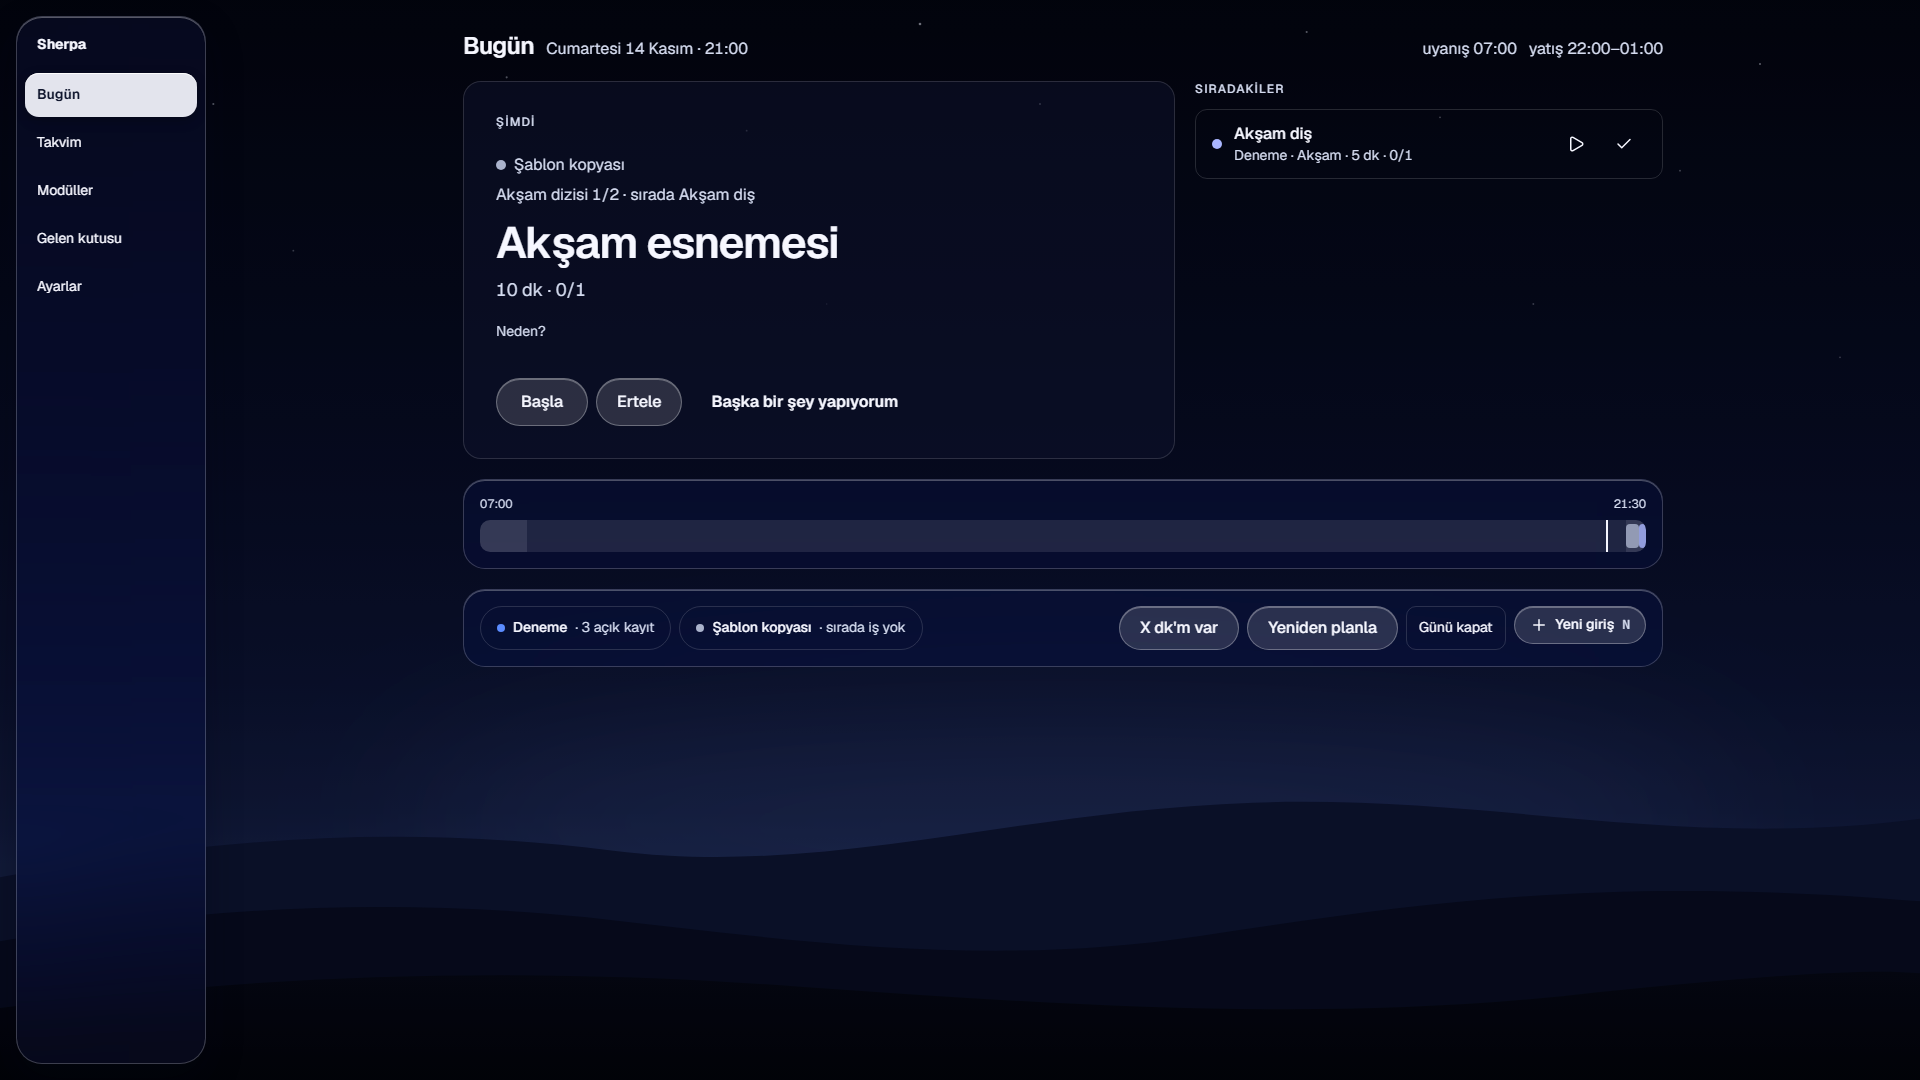 Sherpa
Bugün
Takvim
Modüller
Gelen kutusu
Ayarlar
Bugün Cumartesi 14 Kasım · 21:00
uyanış 07:00 yatış 22:00–01:00
ŞİMDİ
Şablon kopyası
Akşam dizisi 1/2 · sırada Akşam diş
Akşam esnemesi
10 dk · 0/1
Neden?
Başla Ertele Başka bir şey yapıyorum
SIRADAKİLER
Akşam diş
Deneme · Akşam · 5 dk · 0/1
07:00 21:30
Deneme · 3 açık kayıt Şablon kopyası · sırada iş yok X dk'm var Yeniden planla Günü kapat + Yeni giriş N